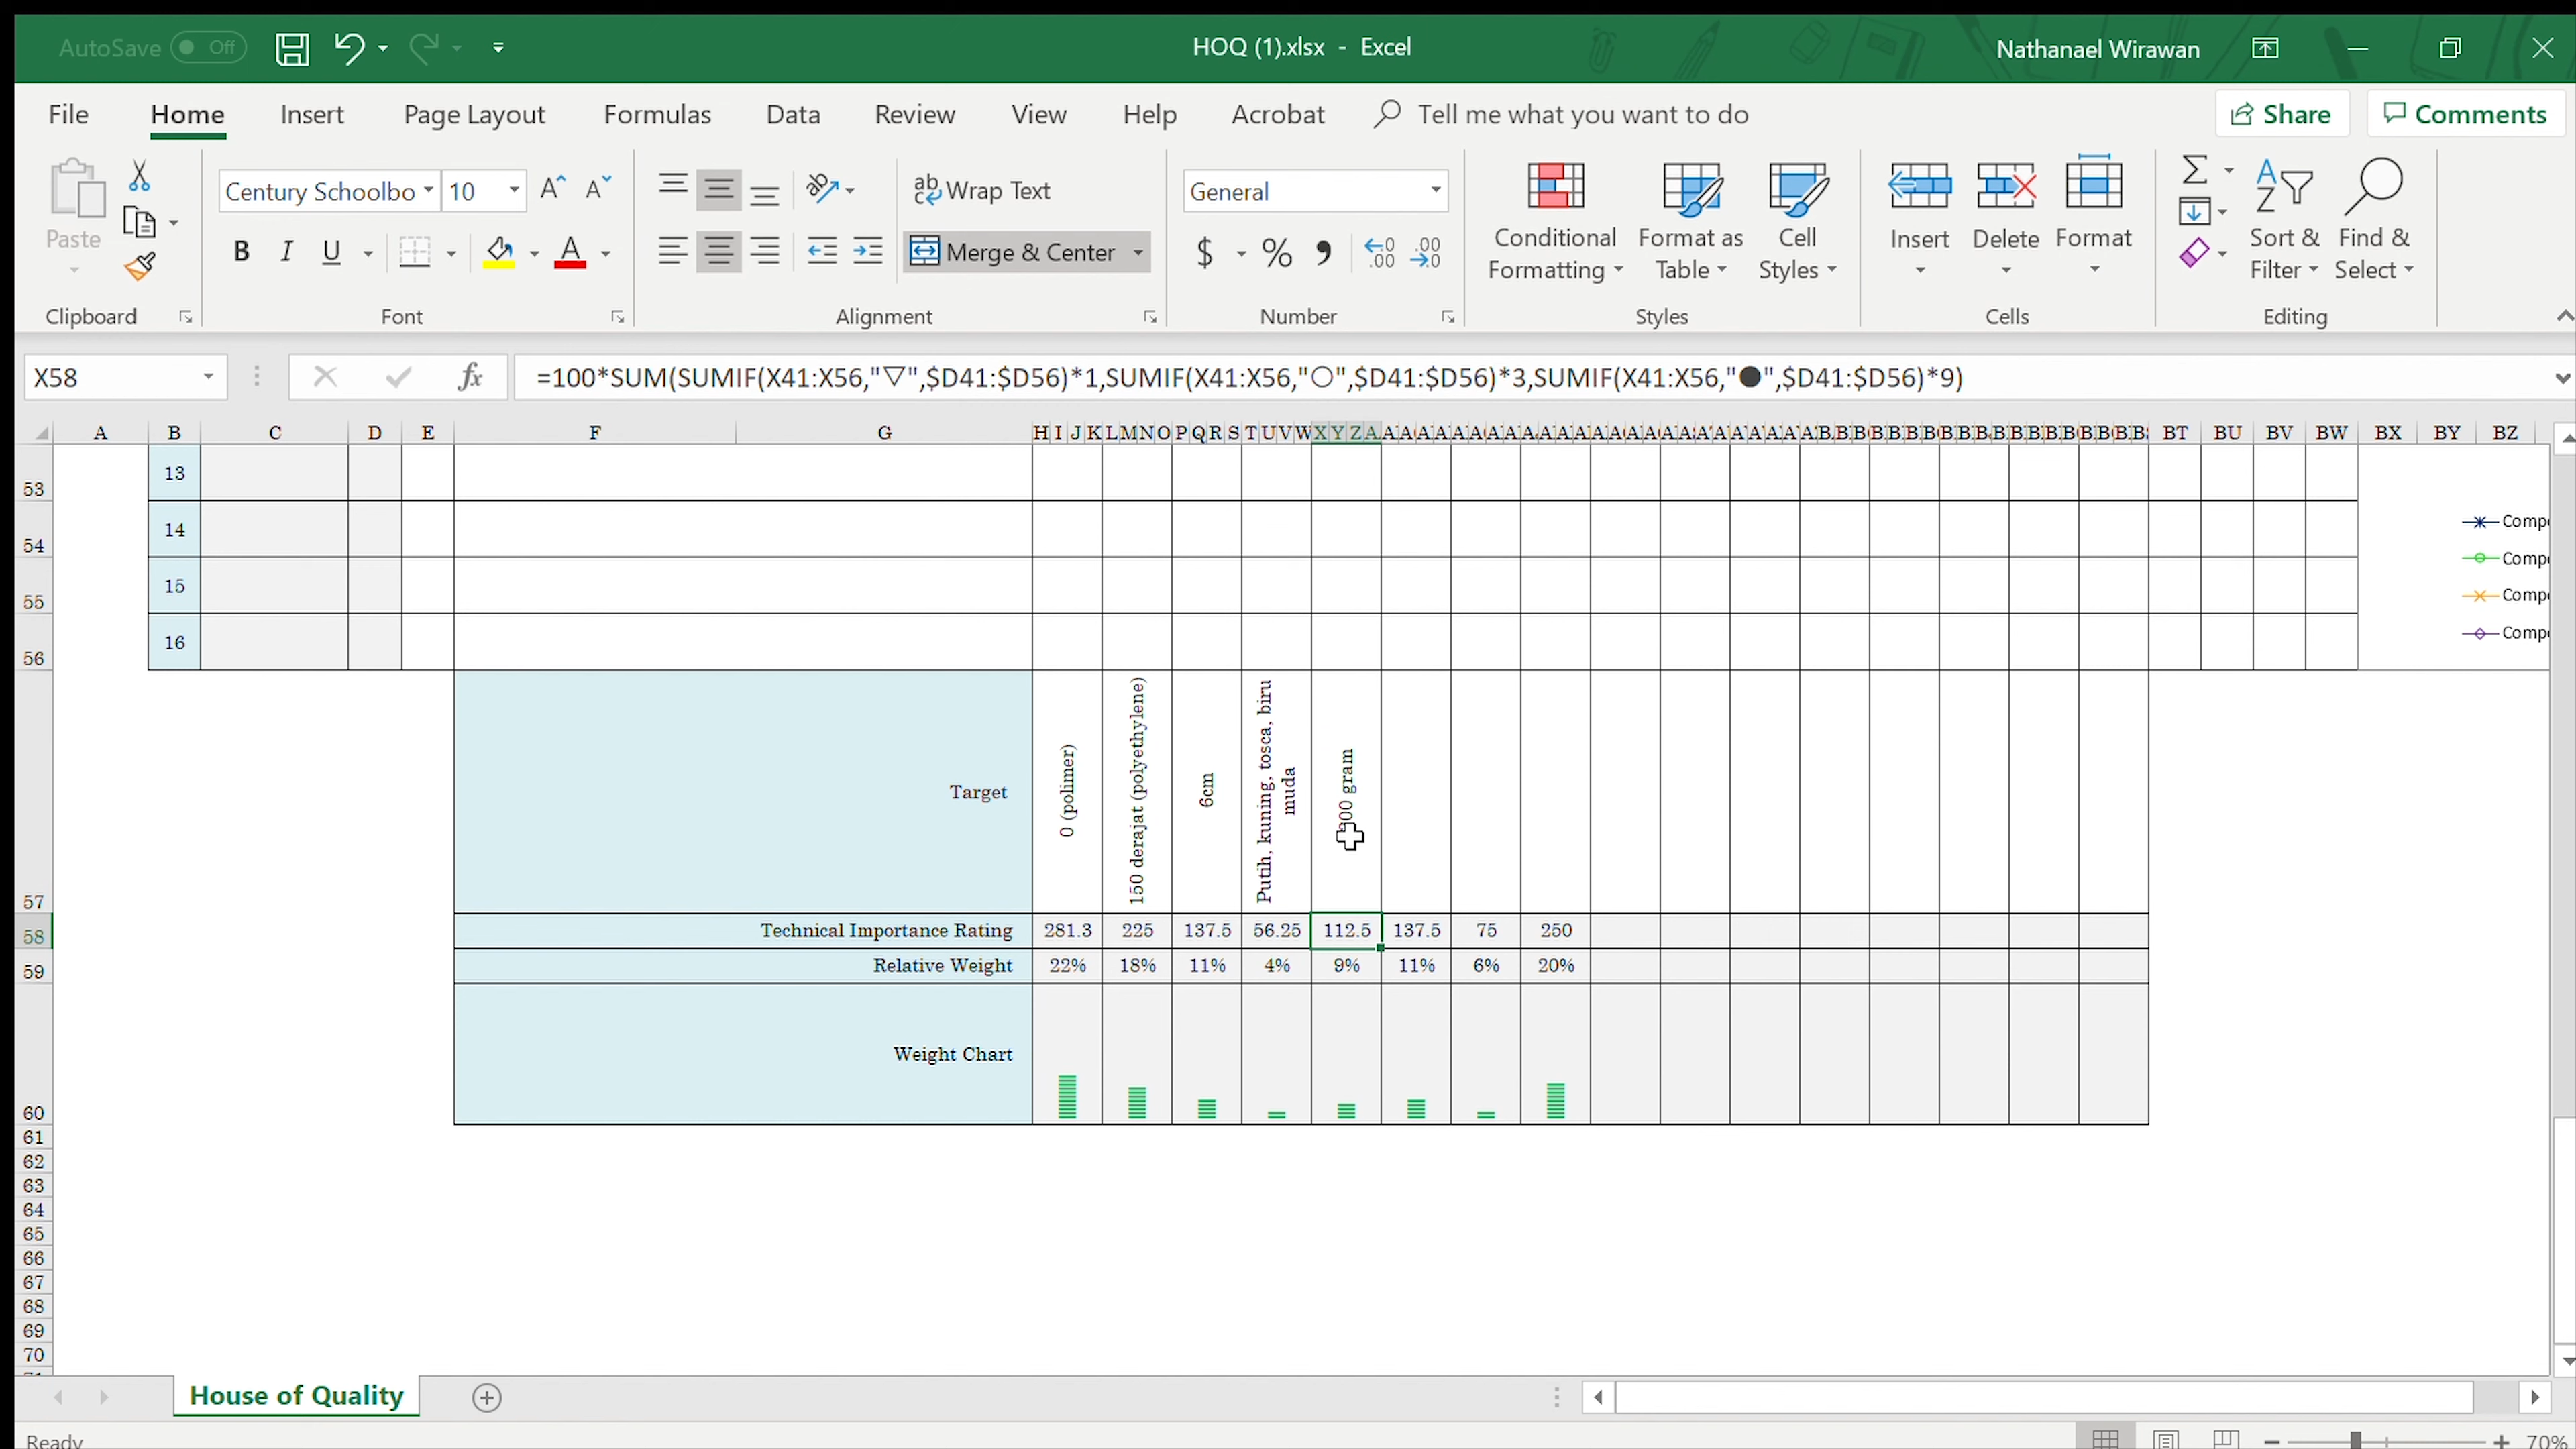 AutoSave Off
HOQ (1).xlsx - Excel
Nathanael Wirawan
File Home Insert Page Layout Formulas Data Review View Help Acrobat Tell me what you want to do
Share Comments
Paste
Century Schoolbo 10
B I U
Wrap Text
Merge & Center
General
$ % ,
Conditional Formatting
Format as Table
Cell Styles
Insert Delete Format
Sort & Filter
Find & Select
Clipboard Font Alignment Number Styles Cells Editing
X58
fx
=100*SUM(SUMIF(X41:X56,"▽",$D41:$D56)*1,SUMIF(X41:X56,"○",$D41:$D56)*3,SUMIF(X41:X56,"●",$D41:$D56)*9)
A B C D E F G H I J K L M N O P Q R S T U V W X Y Z BT BU BV BW BX BY BZ
53 13
54 14
55 15
56 16
Comp
Comp
Comp
Comp
57 Target
0 (polimer)
150 derajat (polyethylene)
6cm
Putih, kuning, tosca, biru
muda
gram
58 Technical Importance Rating 281.3 225 137.5 56.25 112.5 137.5 75 250
59 Relative Weight 22% 18% 11% 4% 9% 11% 6% 20%
60 Weight Chart
61
62
63
64
65
66
67
68
69
70
House of Quality
Ready
70%